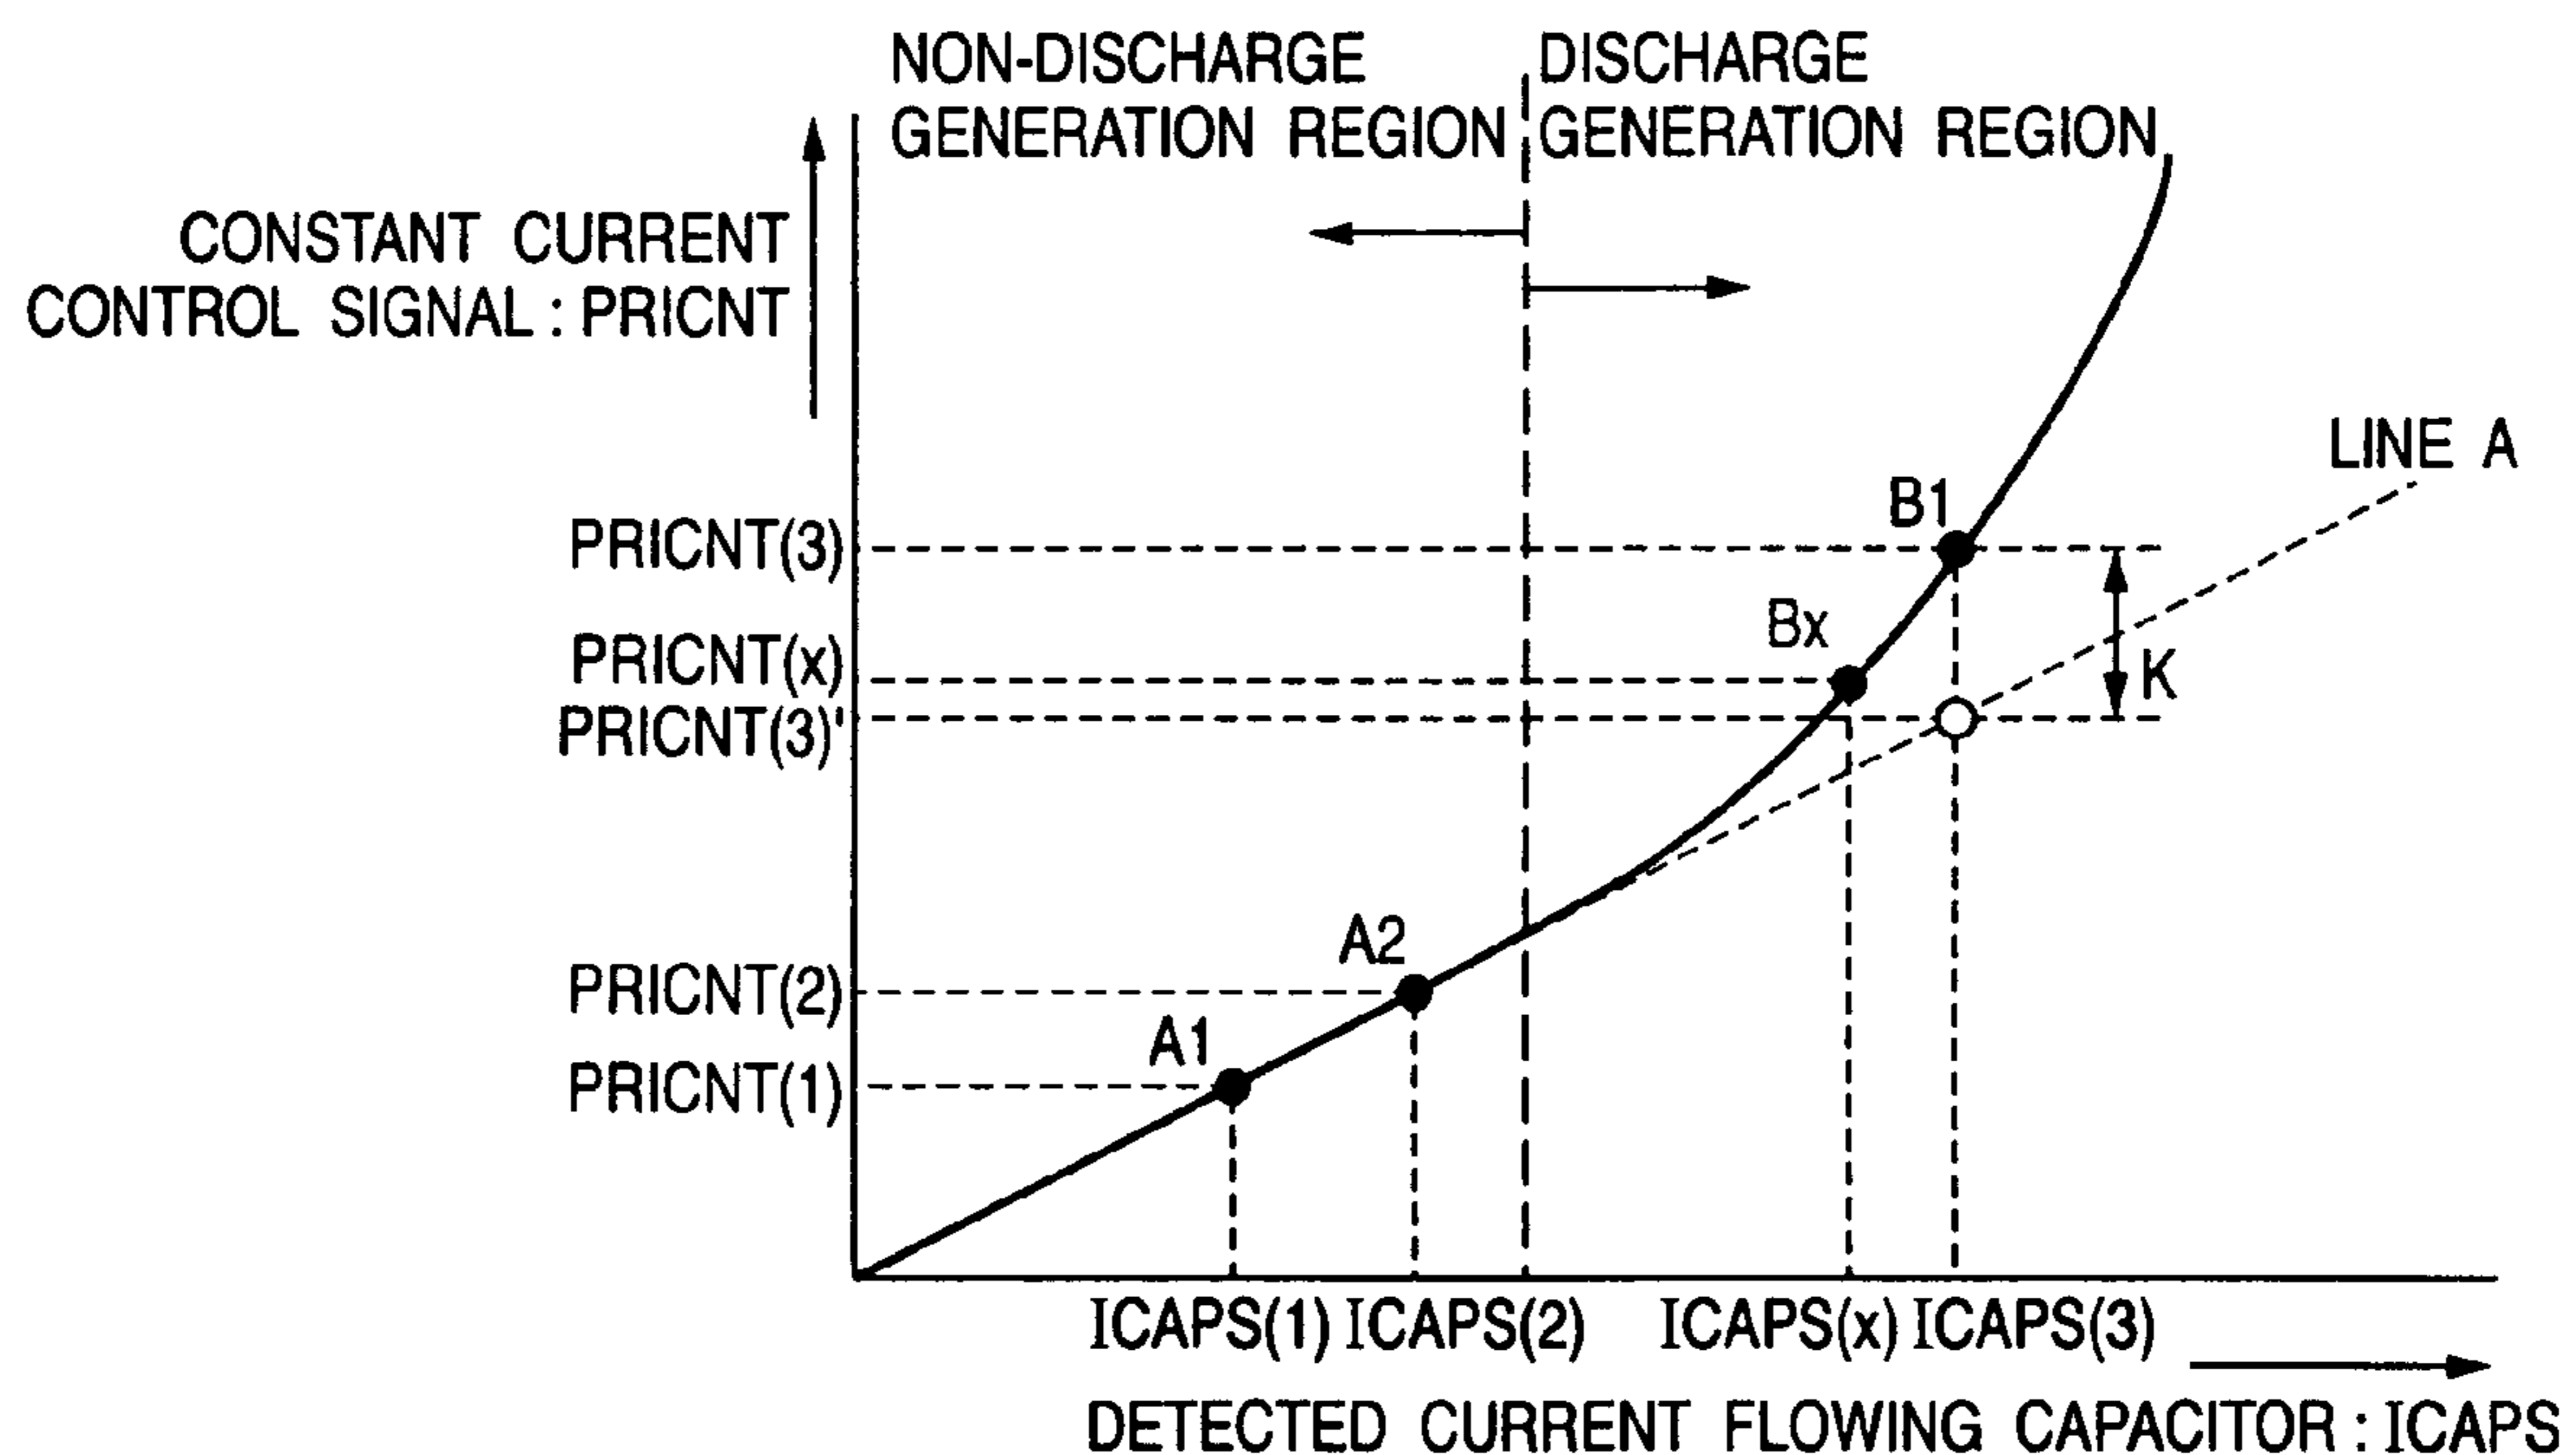 NON-DISCHARGE
GENERATION REGION
DISCHARGE
GENERATION REGION
CONSTANT CURRENT
CONTROL SIGNAL : PRICNT
LINE A
B1
PRICNT(3)
Bx
PRICNT(x)
K
PRICNT(3)'
A2
PRICNT(2)
A1
PRICNT(1)
ICAPS(1) ICAPS(2) ICAPS(x) ICAPS(3)
DETECTED CURRENT FLOWING CAPACITOR : ICAPS